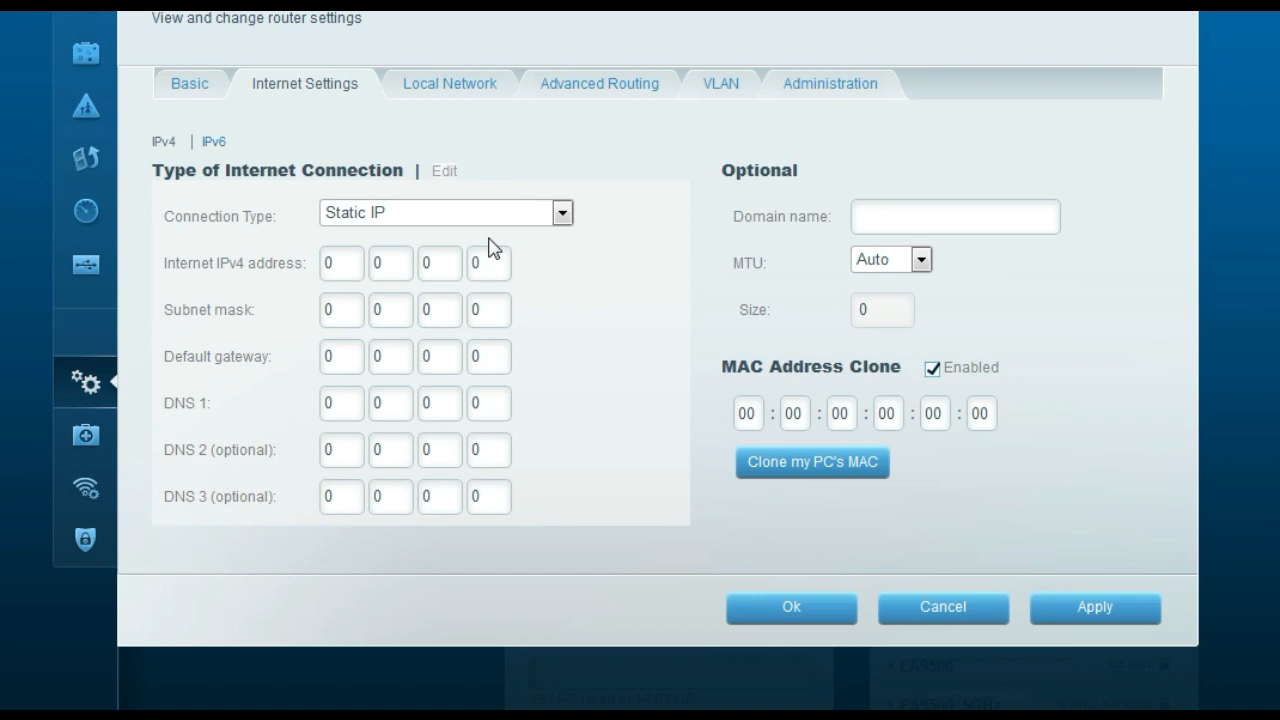 View and change router settings
Basic Internet Settings Local Network Advanced Routing VLAN Administration
IPv4 | IPv6
Type of Internet Connection | Edit
Connection Type: Static IP
Internet IPv4 address: 0 0 0 0
Subnet mask: 0 0 0 0
Default gateway: 0 0 0 0
DNS 1: 0 0 0 0
DNS 2 (optional): 0 0 0 0
DNS 3 (optional): 0 0 0 0
Optional
Domain name:
MTU: Auto
Size: 0
MAC Address Clone Enabled
00 : 00 : 00 : 00 : 00 : 00
Clone my PC's MAC
Ok Cancel Apply
EA9500
EA9500_5GHz